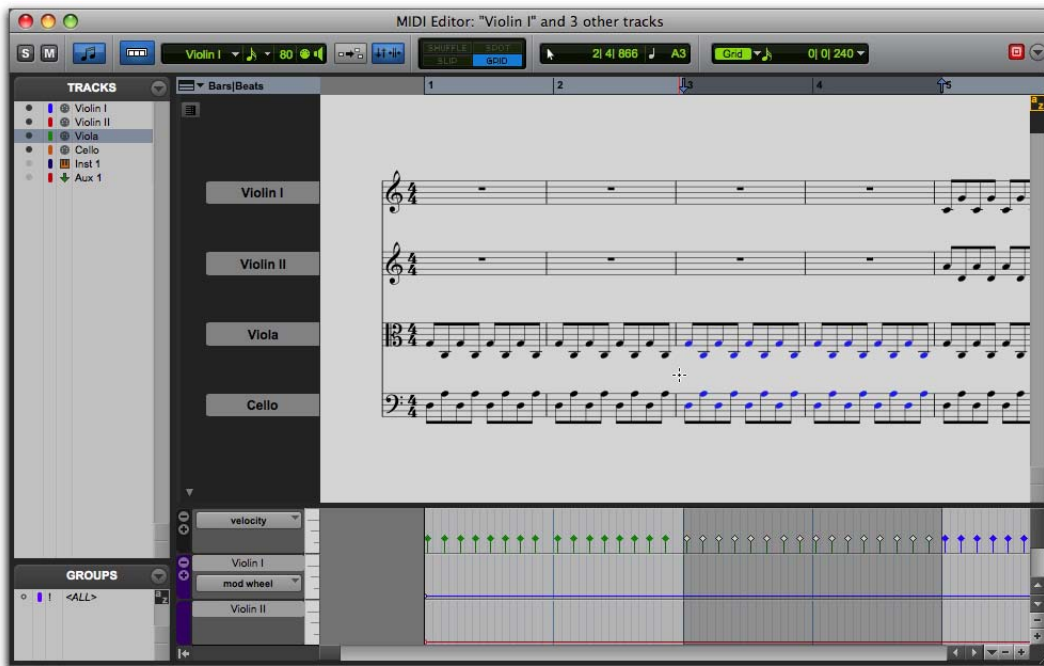 MIDI Editor: "Violin I" and 3 other tracks
S M Violin I 80 SHUFFLE SPOT 2| 4| 866 A3 Grid 0| 0| 240
SLIP GRID
TRACKS
Bars|Beats 1 2 3 4 5
Violin I
Violin II
Viola
Cello
Inst 1
Aux 1
a
z
Violin I
Violin II
Viola
Cello
velocity
Violin I
mod wheel
Violin II
GROUPS
! <ALL>
a
z